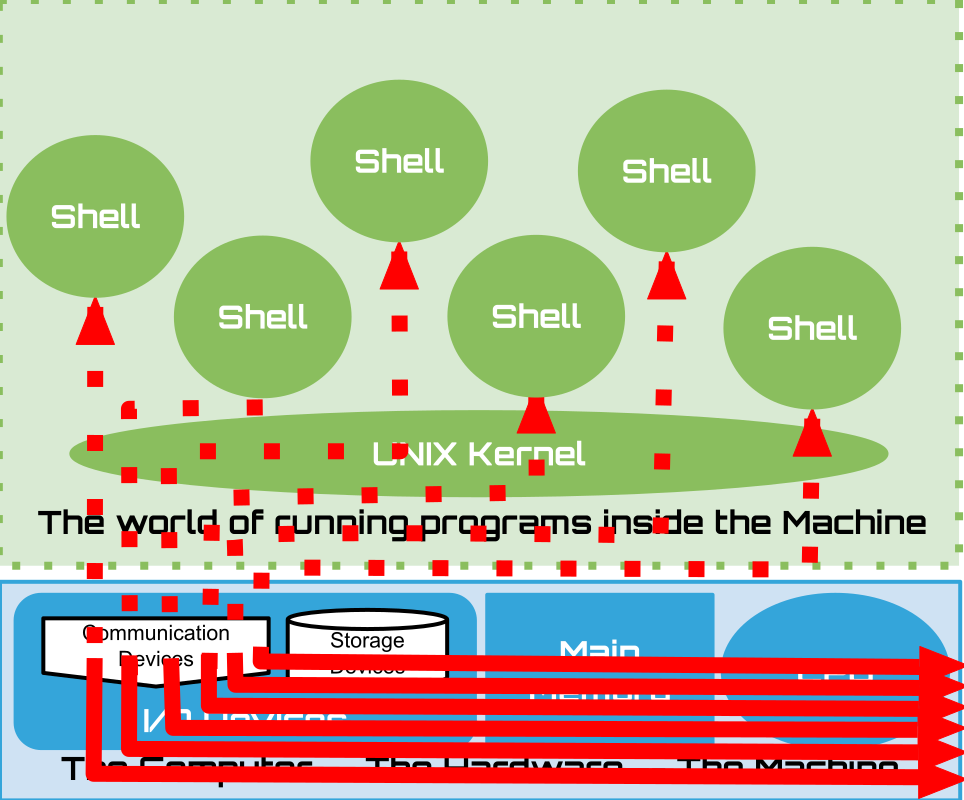 Shell
Shell
Shell
Shell
Shell
Shell
UNIX Kernel
The world of running programs inside the Machine
Communication
Devices
Storage
Devices
Main
Memory
CPU
I/O Devices
The Computer The Hardware The Machine